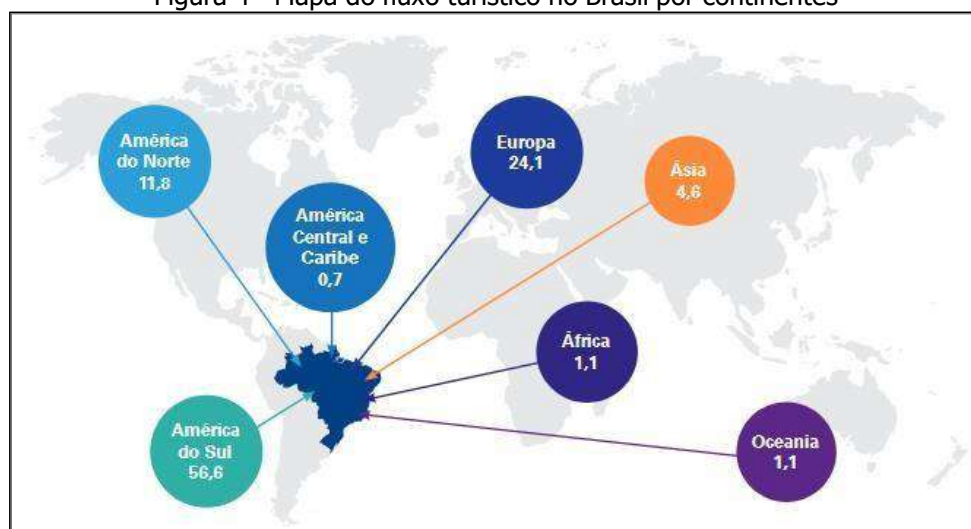 Figura 4 - Mapa do fluxo turístico no Brasil por continentes
América
do Norte
11,8
América
Central e
Caribe
0,7
Europa
24,1
Ásia
4,6
África
1,1
América
do Sul
56,6
Oceania
1,1